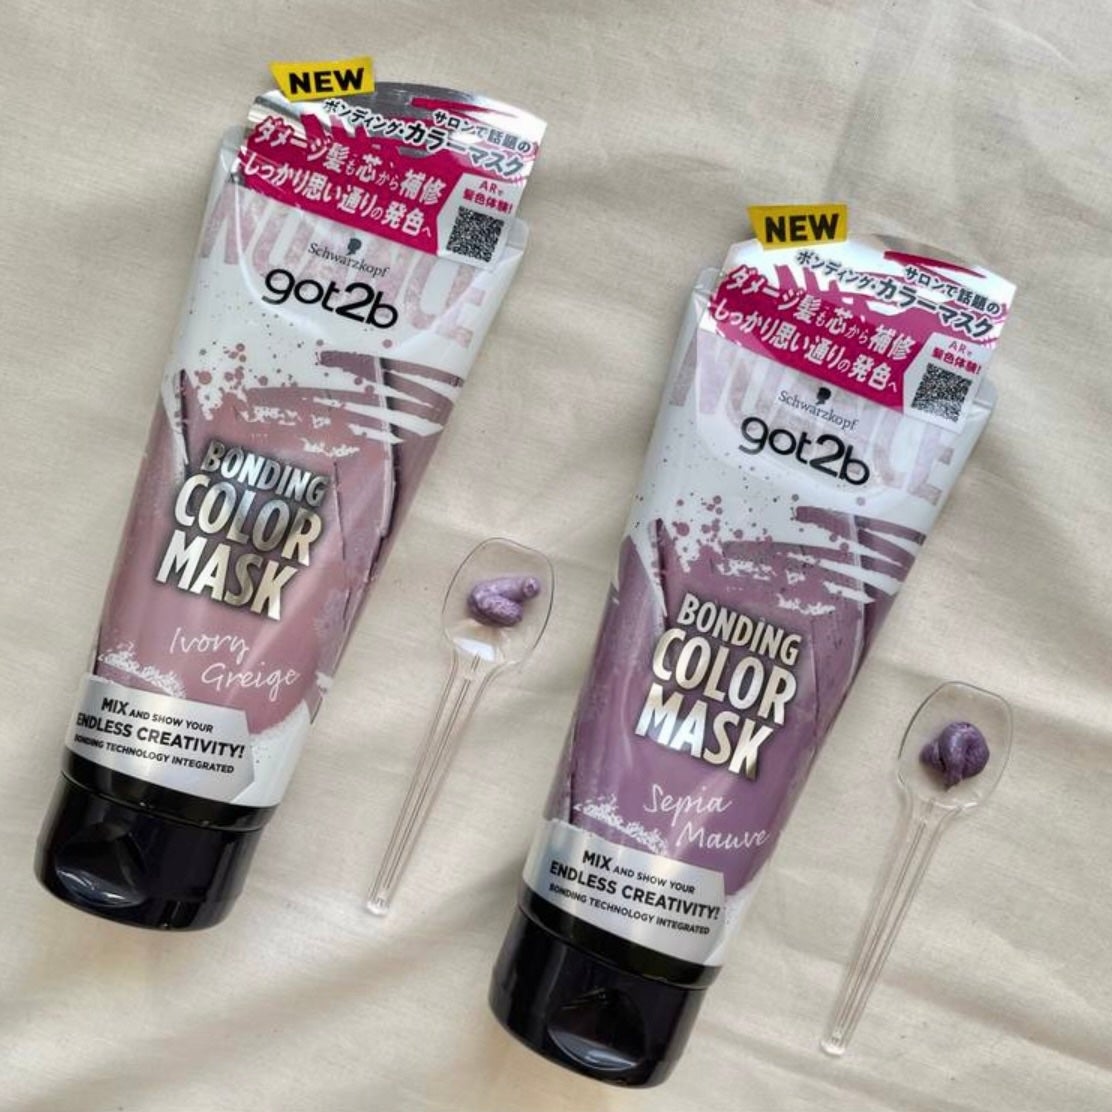 NEW
サロンで話題の
ボンディング・カラーマスク
ダメージ髪も芯から補修
しっかり思い通りの発色へ
ARで
髪色体験!
Schwarzkopf
got2b
BONDING
COLOR
MASK
Ivory
Greige
MIX AND SHOW YOUR
ENDLESS CREATIVITY!
BONDING TECHNOLOGY INTEGRATED
NEW
サロンで話題の
ボンディング・カラーマスク
ダメージ髪も芯から補修
しっかり思い通りの発色へ
ARで
髪色体験!
Schwarzkopf
got2b
BONDING
COLOR
MASK
Sepia
Mauve
MIX AND SHOW YOUR
ENDLESS CREATIVITY!
BONDING TECHNOLOGY INTEGRATED